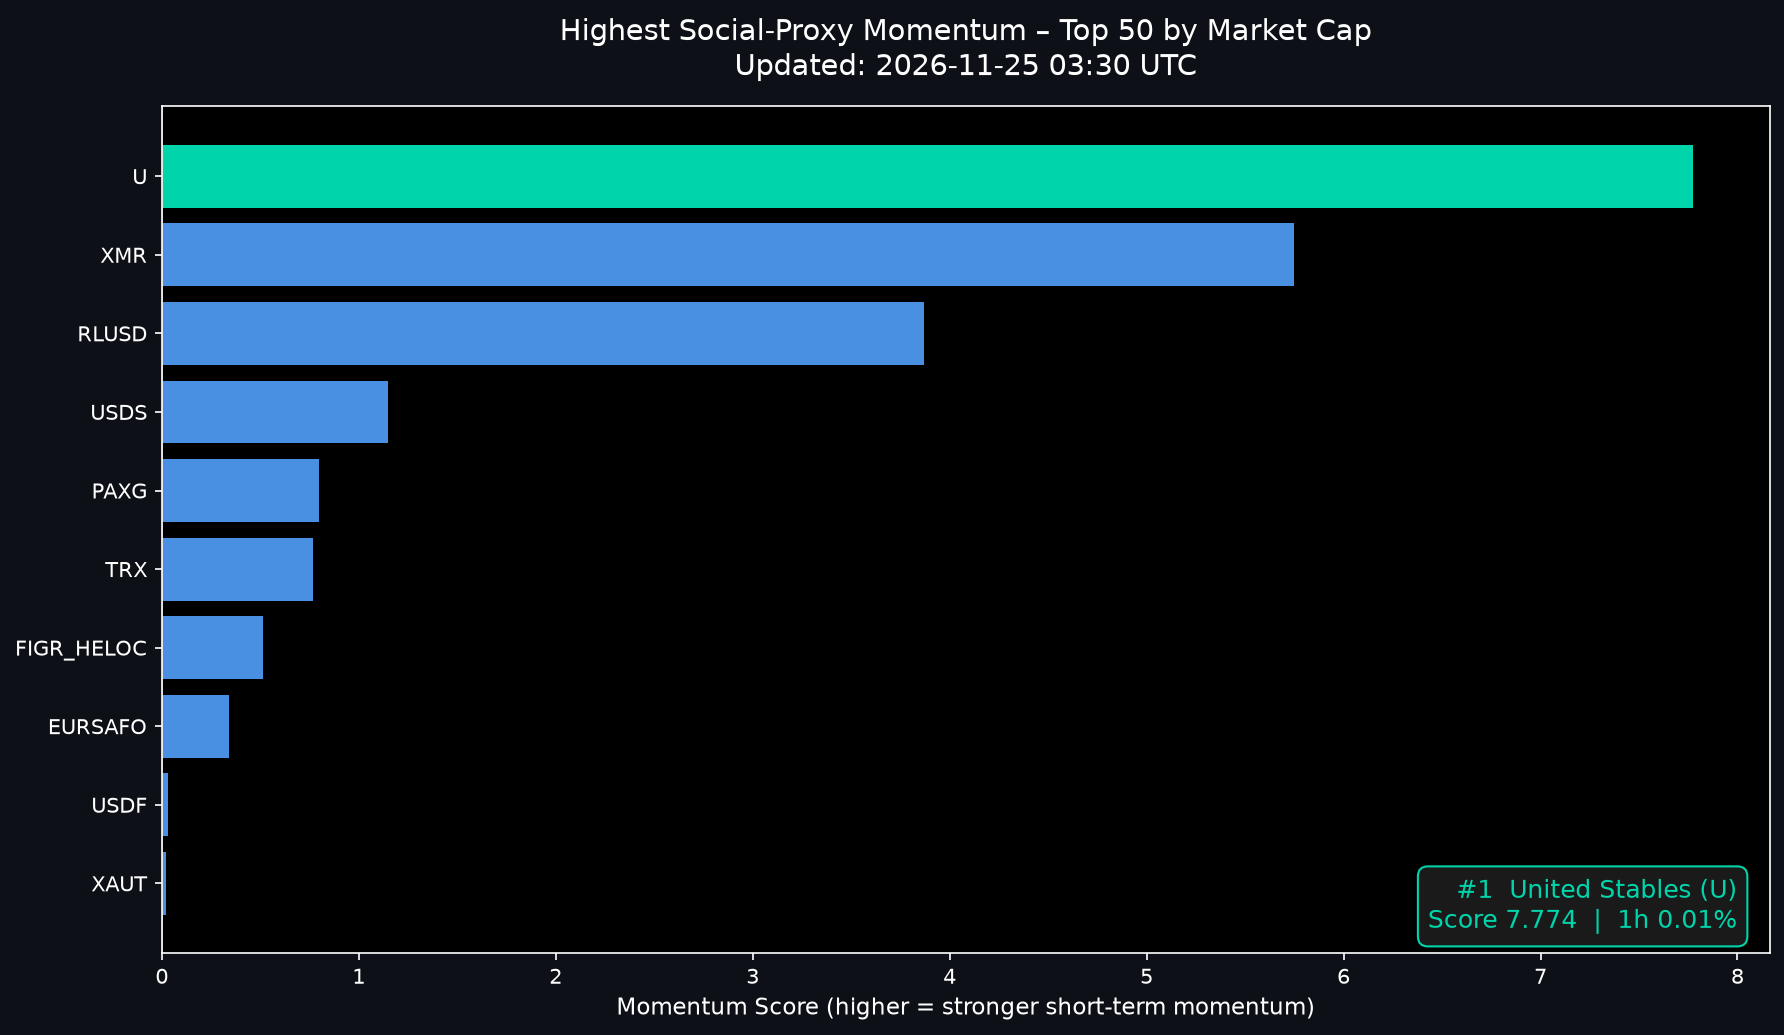 Highest Social-Proxy Momentum – Top 50 by Market Cap
Updated: 2026-11-25 03:30 UTC
U
XMR
RLUSD
USDS
PAXG
TRX
FIGR_HELOC
EURSAFO
USDF
XAUT
#1  United Stables (U)
Score 7.774  |  1h 0.01%
0 1 2 3 4 5 6 7 8
Momentum Score (higher = stronger short-term momentum)